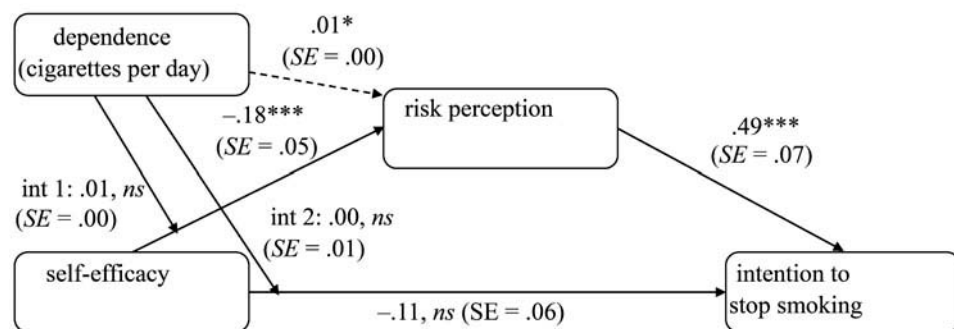 dependence
(cigarettes per day)
.01*
(SE = .00)
–.18***
(SE = .05)
risk perception
.49***
(SE = .07)
int 1: .01, ns
(SE = .00)
int 2: .00, ns
(SE = .01)
self-efficacy
–.11, ns (SE = .06)
intention to
stop smoking